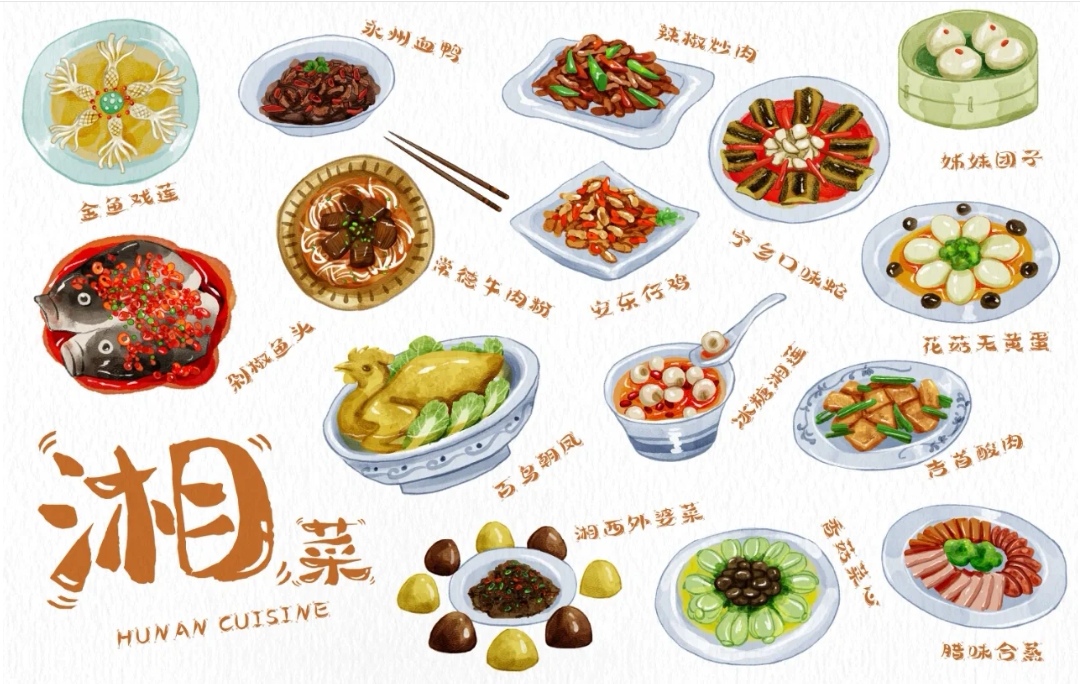 永州血鸭
辣椒炒肉
姊妹团子
金鱼戏莲
宁乡口味蛇
常德牛肉粉
安东仔鸡
花菇无黄蛋
剁椒鱼头
冰糖湘莲
百鸟朝凤
吉首酸肉
湘菜
HUNAN CUISINE
湘西外婆菜
香菇菜心
腊味合蒸